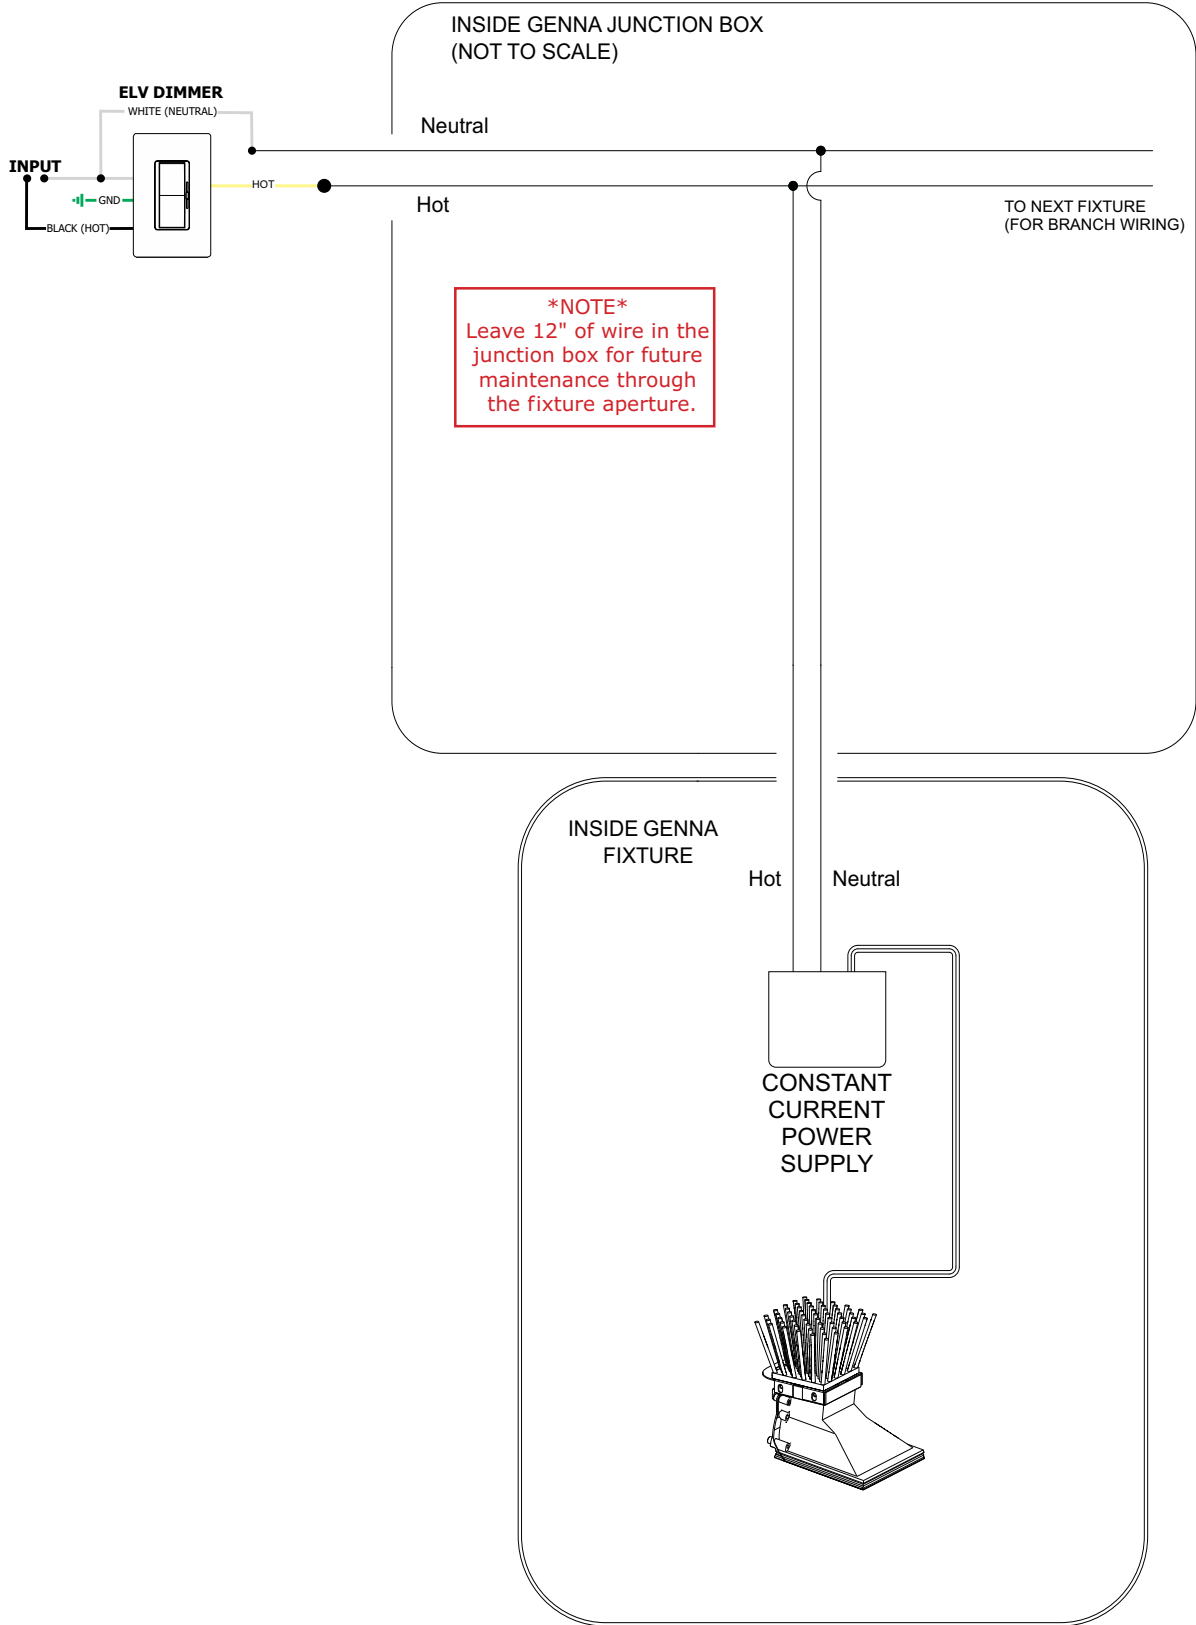 INSIDE GENNA JUNCTION BOX
(NOT TO SCALE)
ELV DIMMER
WHITE (NEUTRAL)
Neutral
INPUT
HOT
GND
Hot
BLACK (HOT)
TO NEXT FIXTURE
(FOR BRANCH WIRING)
*NOTE*
Leave 12" of wire in the
junction box for future
maintenance through
the fixture aperture.
INSIDE GENNA
FIXTURE
Hot
Neutral
CONSTANT
CURRENT
POWER
SUPPLY